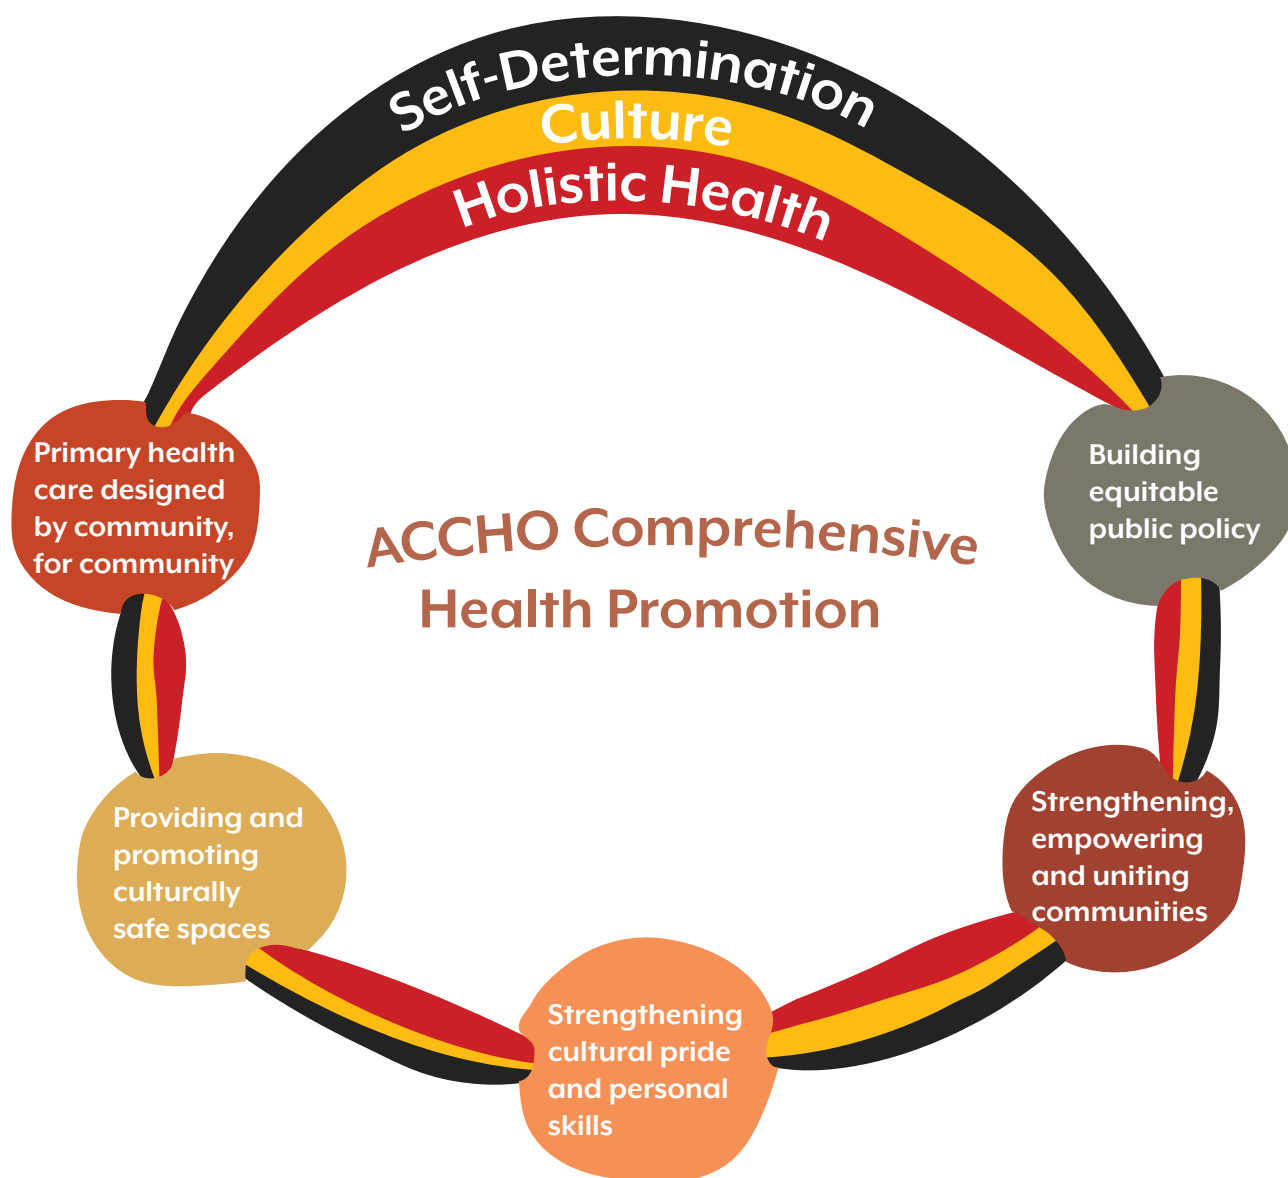 Self-Determination
Culture
Holistic Health
Primary health
care designed
by community,
for community
Building
equitable
public policy
ACCHO Comprehensive
Health Promotion
Providing and
promoting
culturally
safe spaces
Strengthening,
empowering
and uniting
communities
Strengthening
cultural pride
and personal
skills